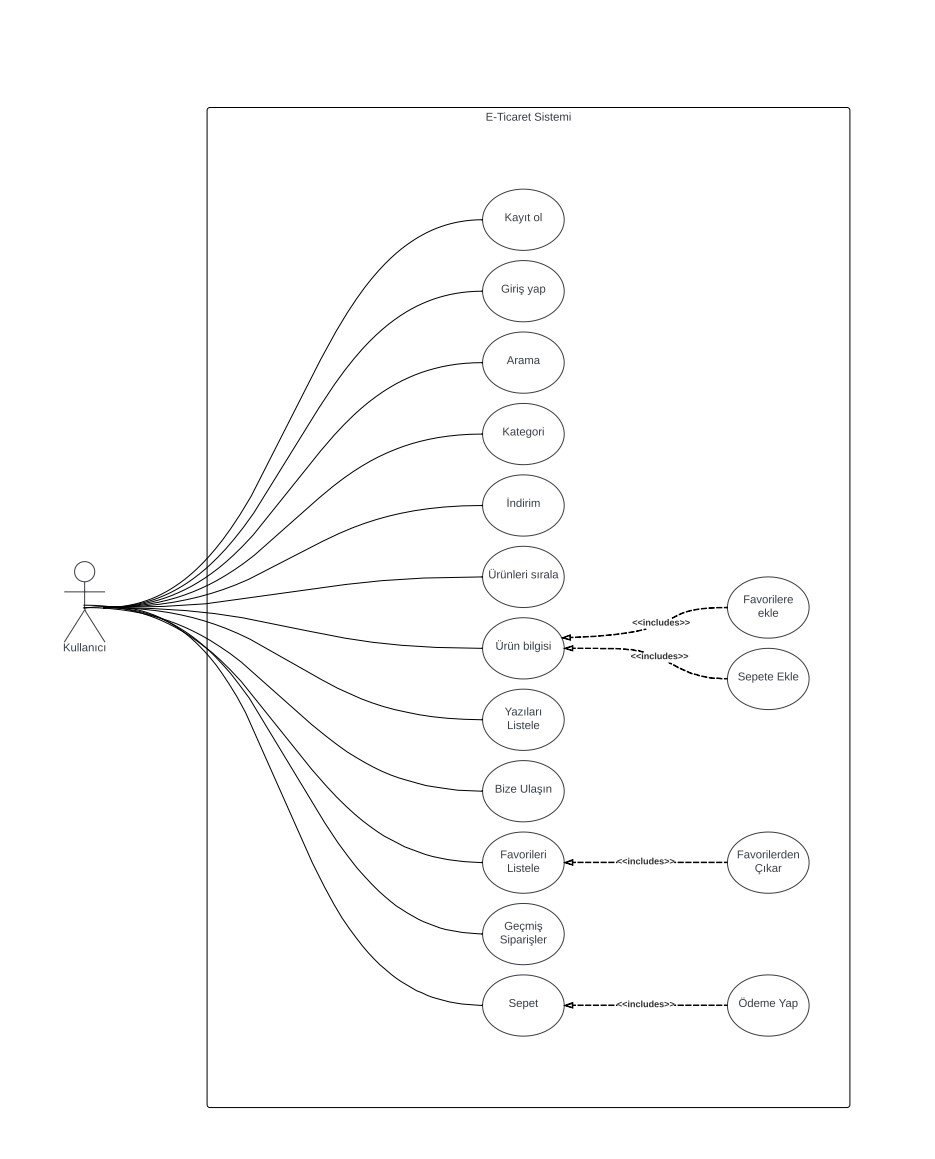 E-Ticaret Sistemi
Kayıt ol
Giriş yap
Arama
Kategori
İndirim
Ürünleri sırala
Kullanıcı
Ürün bilgisi
<<includes>>
<<includes>>
Favorilere
ekle
Sepete Ekle
Yazıları
Listele
Bize Ulaşın
Favorileri
Listele
<<includes>>
Favorilerden
Çıkar
Geçmiş
Siparişler
Sepet
<<includes>>
Ödeme Yap